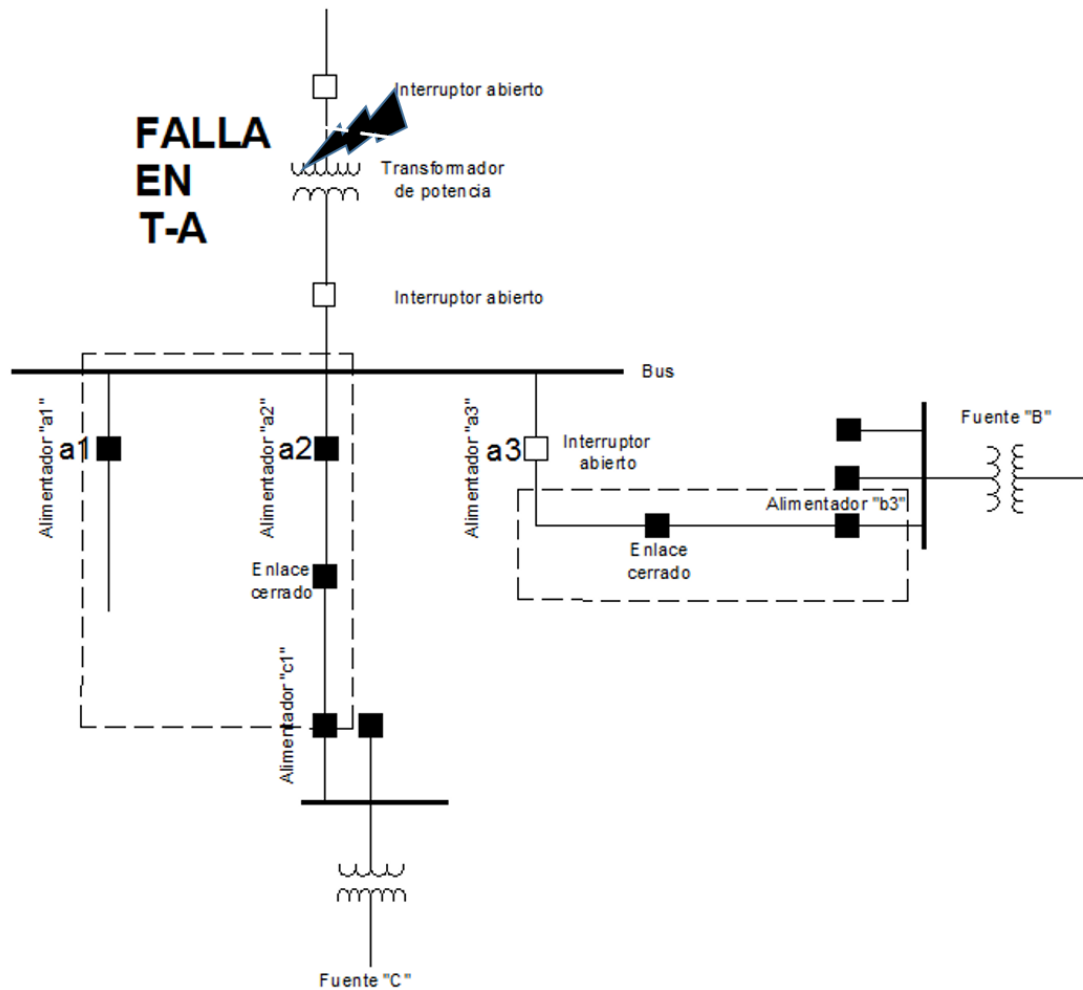 Interruptor abierto
FALLA
EN
T-A
Transformador
de potencia
Interruptor abierto
Bus
Alimentador "a1"
a1
Alimentador "a2"
a2
Alimentador "a3"
a3
Interruptor
abierto
Fuente "B"
Alimentador "b3"
Enlace
cerrado
Enlace
cerrado
Alimentador "c1"
Fuente "C"